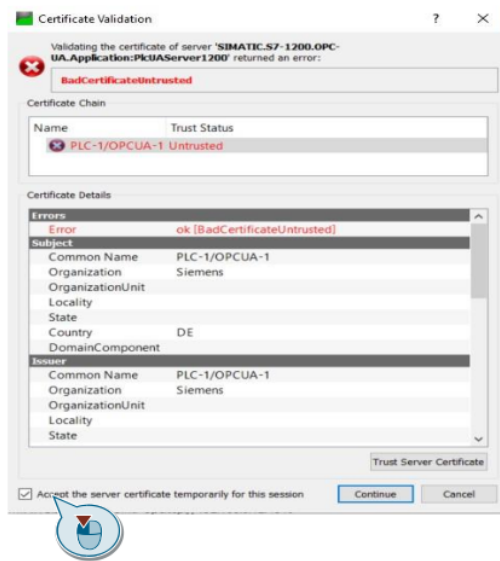 Certificate Validation ? X
Validating the certificate of server 'SIMATIC.S7-1200.OPC-
UA.Application:PlcUAServer1200' returned an error:
BadCertificateUntrusted
Certificate Chain
Name Trust Status
PLC-1/OPCUA-1 Untrusted
Certificate Details
Errors
Error ok [BadCertificateUntrusted]
Subject
Common Name PLC-1/OPCUA-1
Organization Siemens
OrganizationUnit
Locality
State
Country DE
DomainComponent
Issuer
Common Name PLC-1/OPCUA-1
Organization Siemens
OrganizationUnit
Locality
State
Trust Server Certificate
Accept the server certificate temporarily for this session Continue Cancel